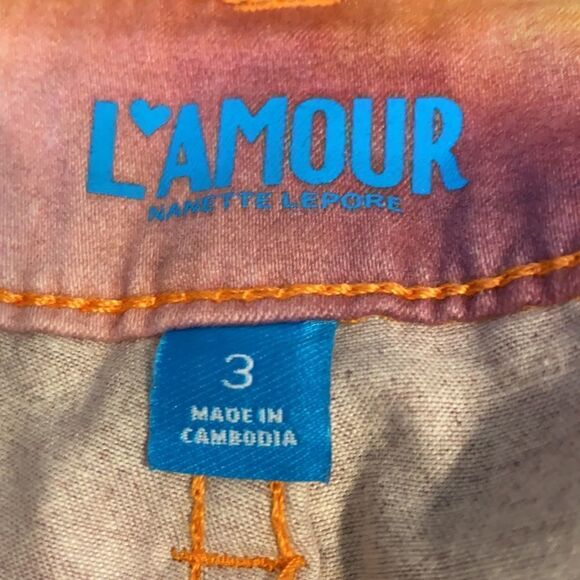 L'AMOUR
NANETTE LEPORE
3
MADE IN
CAMBODIA